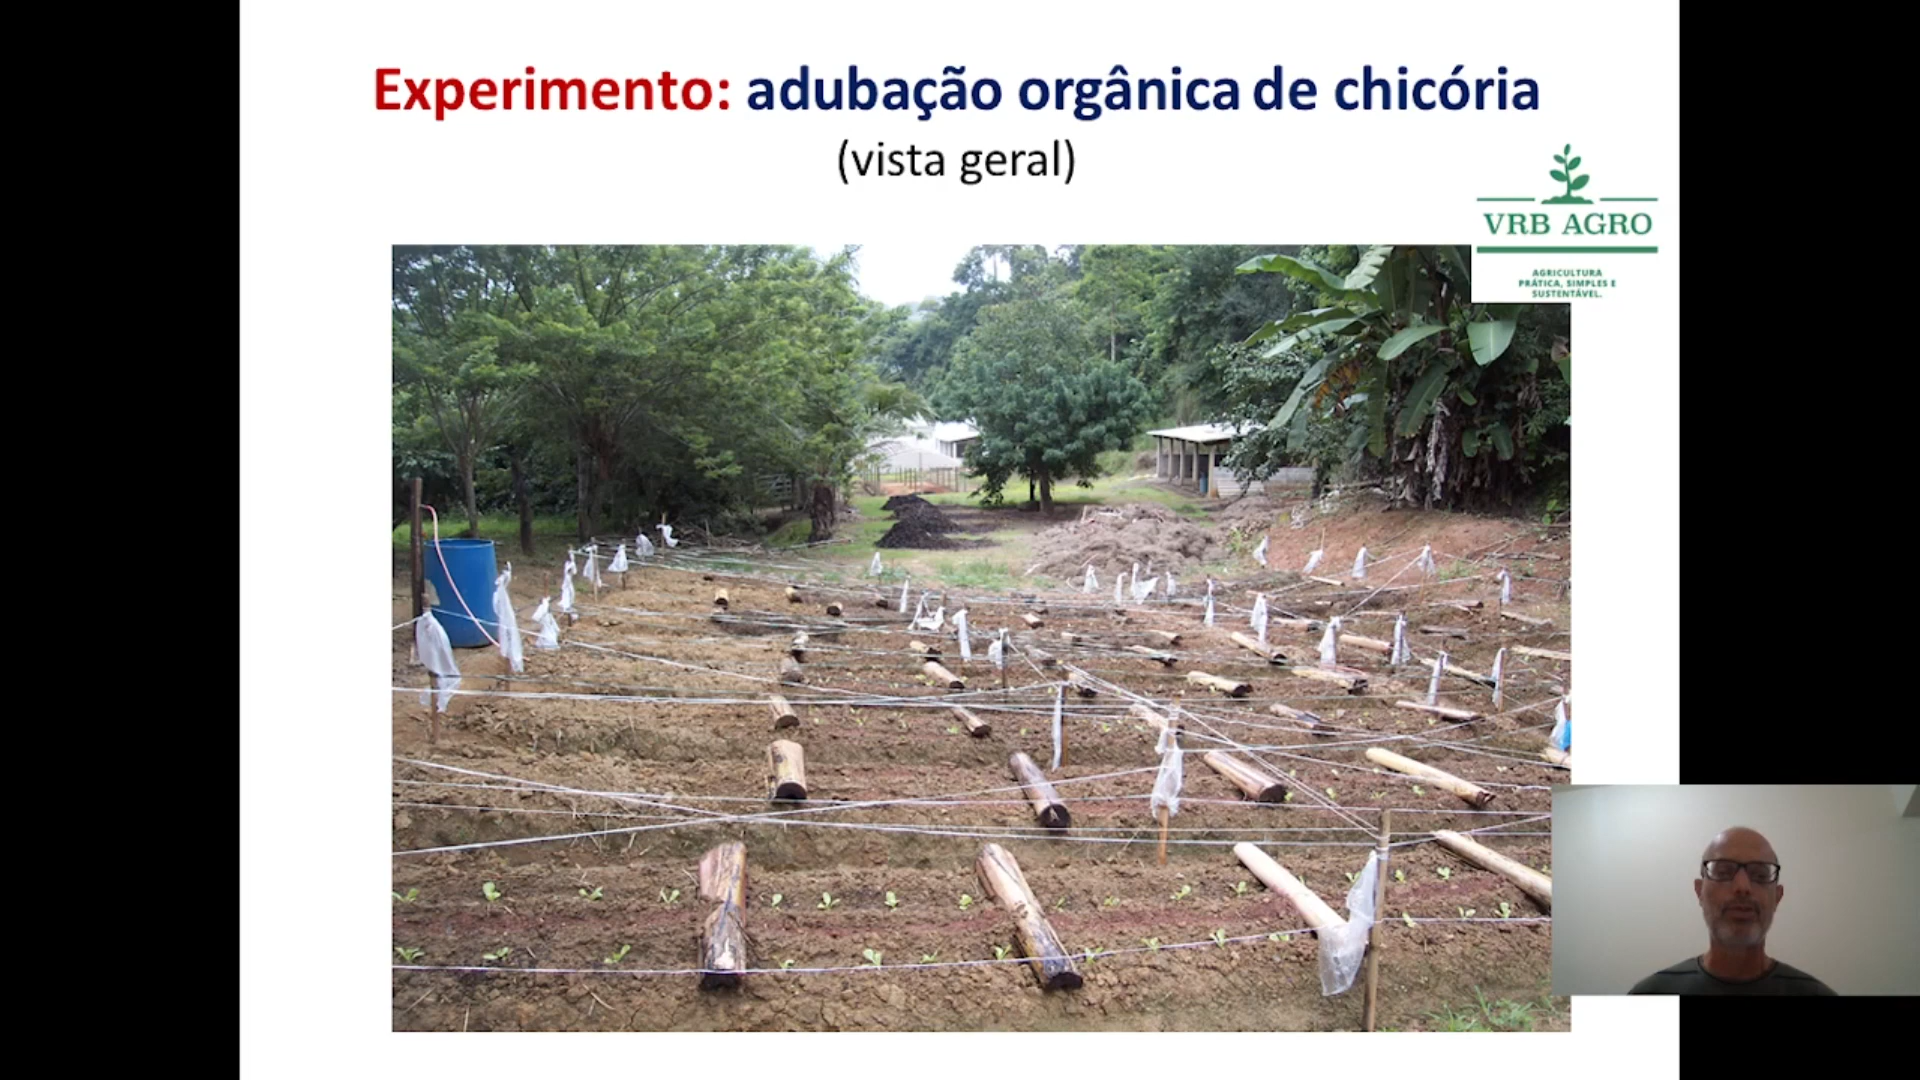 Experimento: adubação orgânica de chicória
(vista geral)
VRB AGRO
AGRICULTURA
PRÁTICA, SIMPLES E
SUSTENTÁVEL.